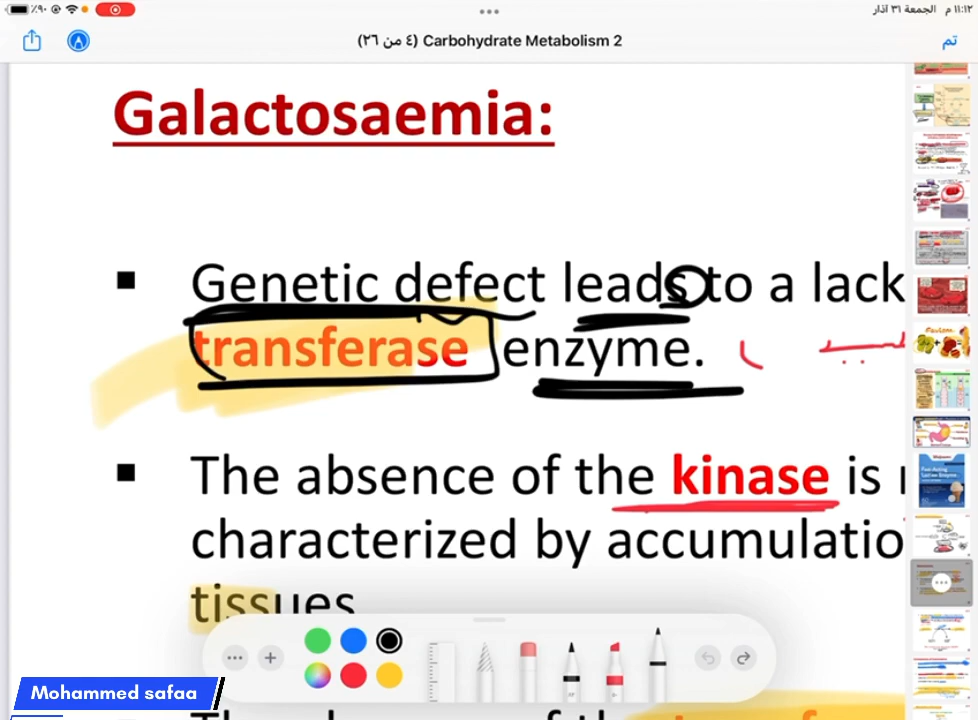 ٪٩٠
١١:١٢ م الجمعة ٣١ آذار
Carbohydrate Metabolism 2 (٤ من ٢٦)
تم
Galactosaemia:
Genetic defect leads to a lack
transferase enzyme.
The absence of the kinase is
characterized by accumulatio
tissues
Mohammed safaa